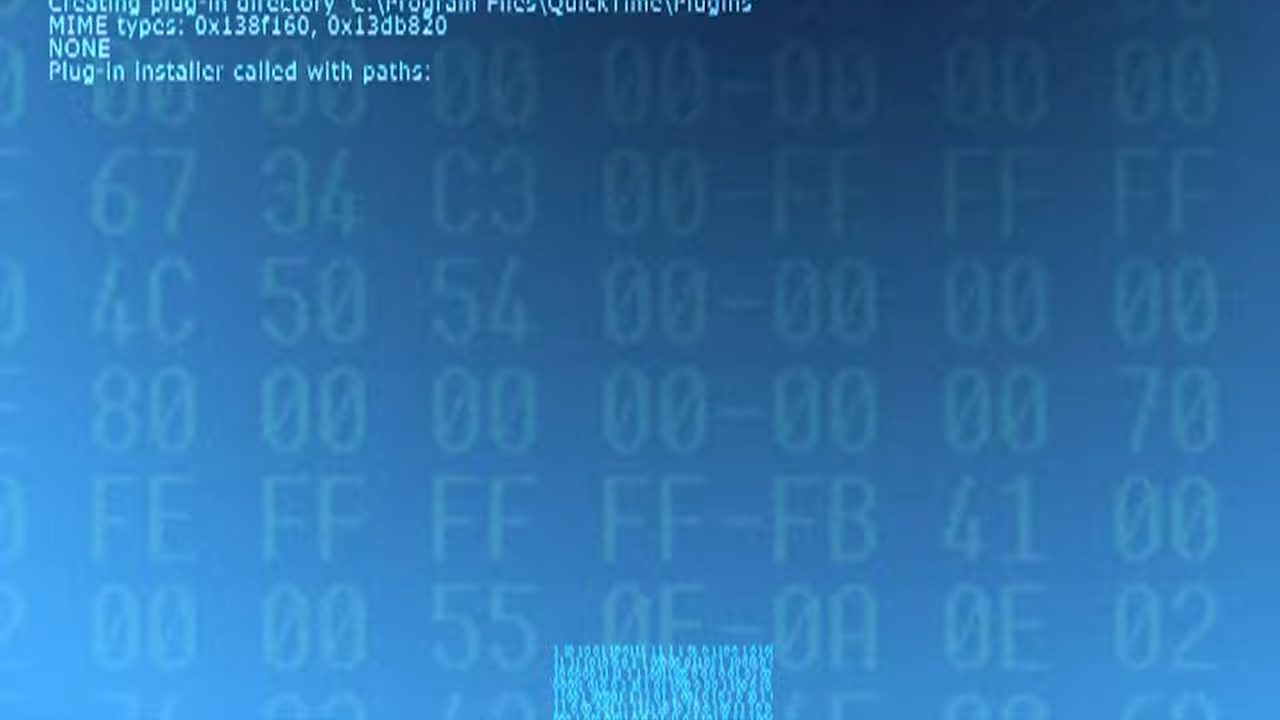 Creating plug-in directory 'C:\Program Files\QuickTime\Plugins
MIME types: 0x138f160, 0x13db820
NONE
Plug-in installer called with paths:
00 00 00 00-00 00 00
67 34 C3 00-FF FF FF
4C 50 54 00-00 00 00
80 00 00 00-00 00 70
FE FF FF FF-FB 41 00
00 00 55 0E-0A 0E 02